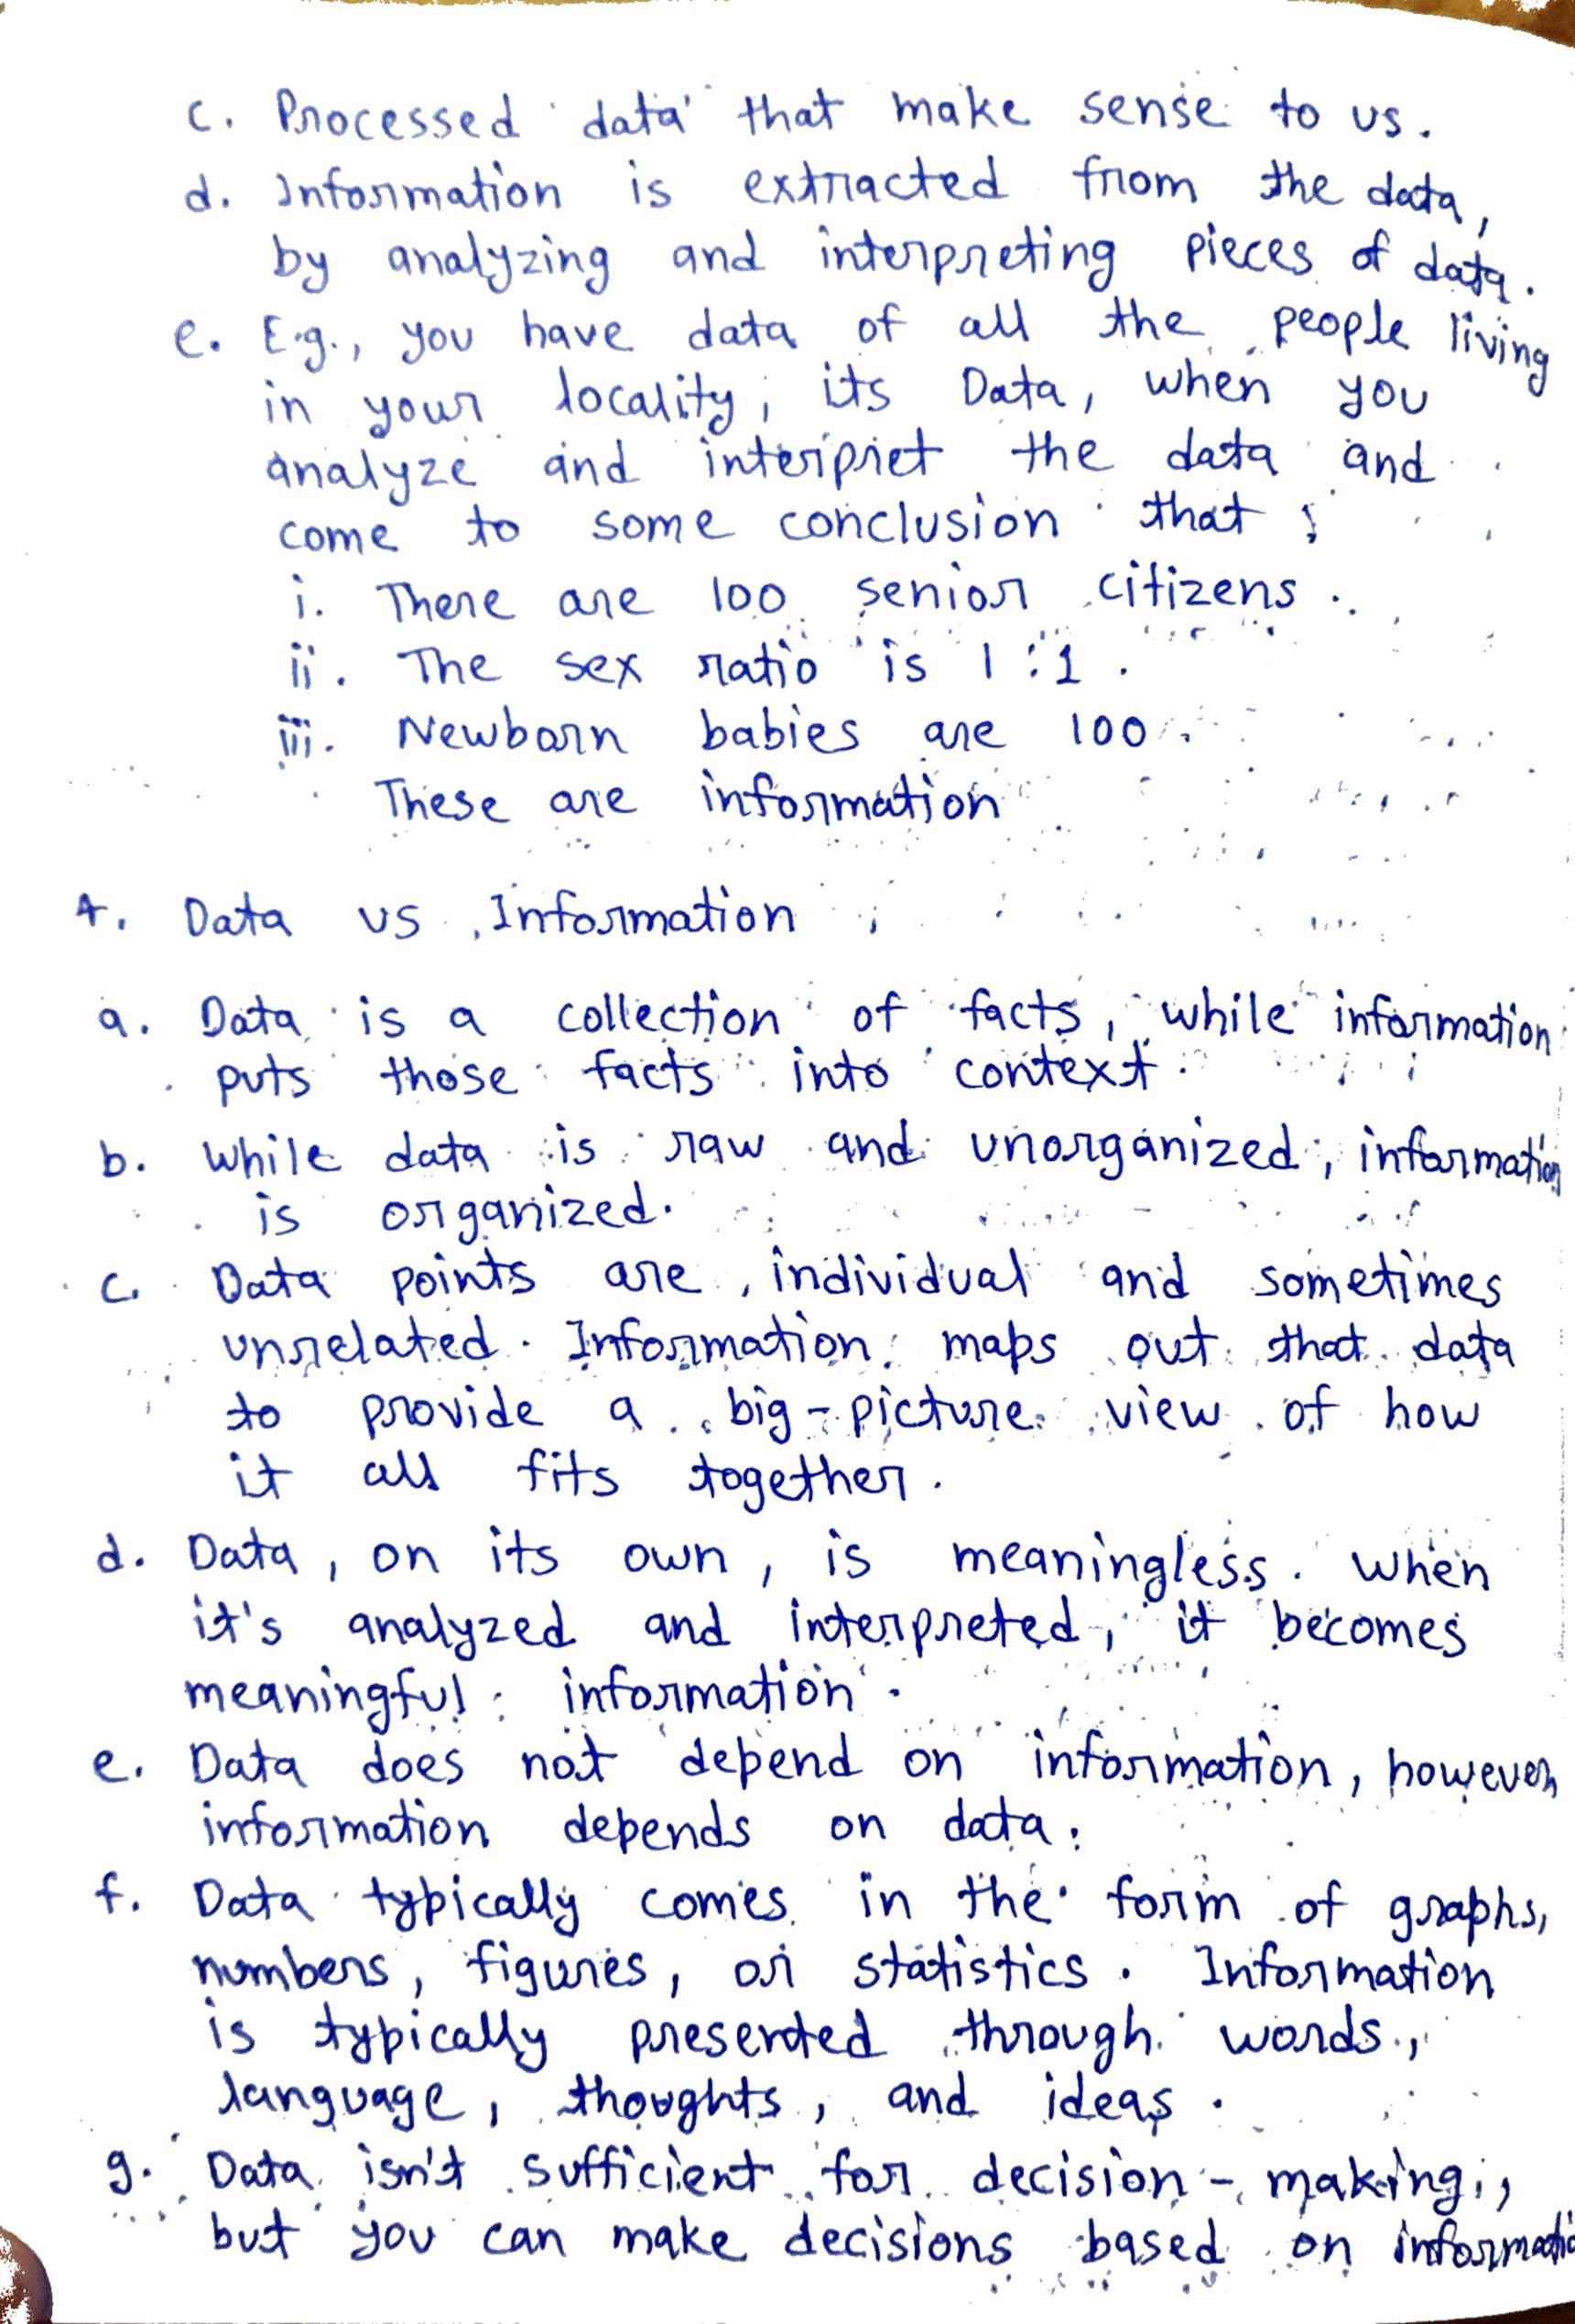 c. Processed data that make sense to us.
d. Information is extracted from the data,
by analyzing and interpreting pieces of data.
e. E.g., you have data of all the people living
in your locality, its Data, when you
analyze and interpret the data and
come to some conclusion that :
i. There are 100 senior citizens.
ii. The sex ratio is 1:1.
iii. Newborn babies are 100.
These are information
4. Data vs Information :
a. Data is a collection of facts, while information
puts those facts into context.
b. While data is raw and unorganized, information
is organized.
c. Data points are individual and sometimes
unrelated. Information maps out that data
to provide a big-picture view of how
it all fits together.
d. Data, on its own, is meaningless. When
it's analyzed and interpreted, it becomes
meaningful information.
e. Data does not depend on information, however
information depends on data.
f. Data typically comes in the form of graphs,
numbers, figures, or statistics. Information
is typically presented through words,
language, thoughts, and ideas.
g. Data isn't sufficient for decision-making,
but you can make decisions based on informatio